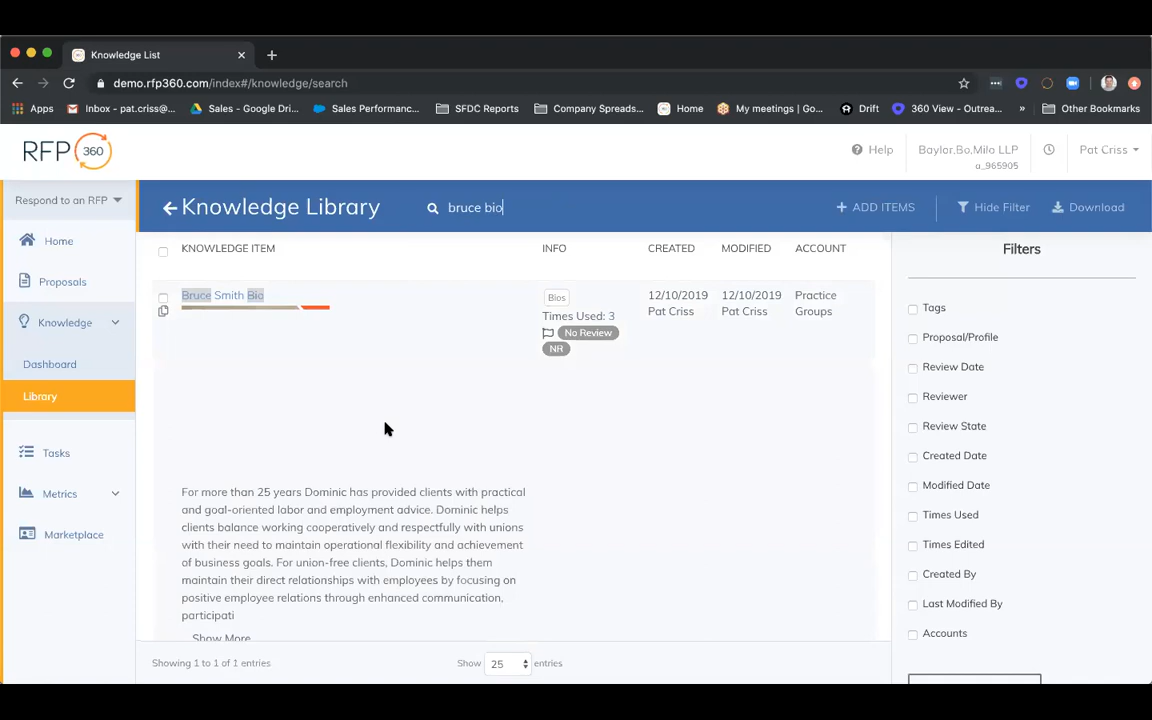 Knowledge List
demo.rfp360.com/index#/knowledge/search
Apps
Inbox - pat.criss@...
Sales - Google Dri...
Sales Performanc...
SFDC Reports
Company Spreads...
Home
My meetings | Go...
Drift
360 View - Outrea...
»
Other Bookmarks
RFP 360
Help
Baylor,Bo,Milo LLP
a_965905
Pat Criss
Respond to an RFP
Home
Proposals
Knowledge
Dashboard
Library
Tasks
Metrics
Marketplace
Knowledge Library
bruce bio
+ ADD ITEMS
Hide Filter
Download
KNOWLEDGE ITEM
INFO
CREATED
MODIFIED
ACCOUNT
Bruce Smith Bio
Bios
Times Used: 3
No Review
NR
12/10/2019
Pat Criss
12/10/2019
Pat Criss
Practice
Groups
For more than 25 years Dominic has provided clients with practical
and goal-oriented labor and employment advice. Dominic helps
clients balance working cooperatively and respectfully with unions
with their need to maintain operational flexibility and achievement
of business goals. For union-free clients, Dominic helps them
maintain their direct relationships with employees by focusing on
positive employee relations through enhanced communication,
participati
Show More
Showing 1 to 1 of 1 entries
Show 25 entries
Filters
Tags
Proposal/Profile
Review Date
Reviewer
Review State
Created Date
Modified Date
Times Used
Times Edited
Created By
Last Modified By
Accounts